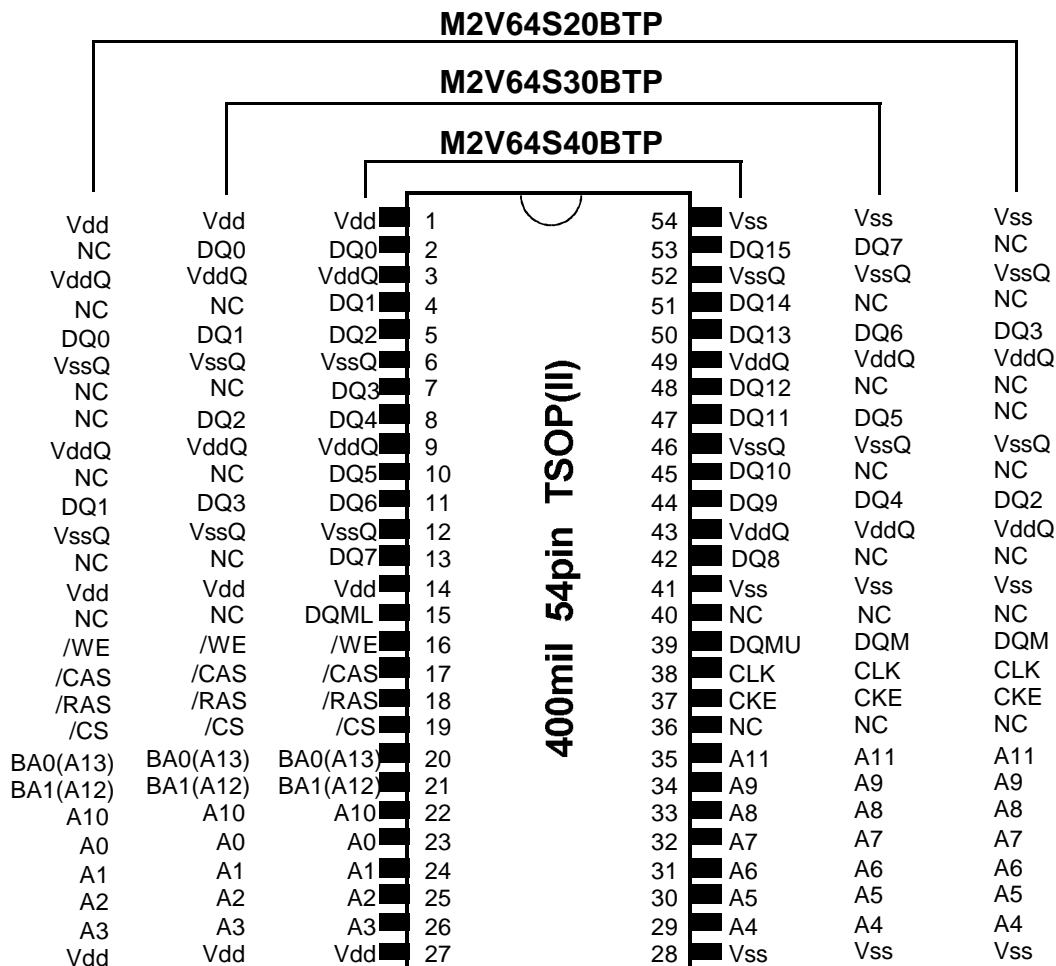 M2V64S20BTP
M2V64S30BTP
M2V64S40BTP
Vdd Vdd Vdd 1 54 Vss Vss Vss
NC DQ0 DQ0 2 53 DQ15 DQ7 NC
VddQ VddQ VddQ 3 52 VssQ VssQ VssQ
NC NC DQ1 4 51 DQ14 NC NC
DQ0 DQ1 DQ2 5 50 DQ13 DQ6 DQ3
VssQ VssQ VssQ 6 49 VddQ VddQ VddQ
NC NC DQ3 7 48 DQ12 NC NC
NC DQ2 DQ4 8 47 DQ11 DQ5 NC
VddQ VddQ VddQ 9 46 VssQ VssQ VssQ
NC NC DQ5 10 45 DQ10 NC NC
DQ1 DQ3 DQ6 11 44 DQ9 DQ4 DQ2
VssQ VssQ VssQ 12 43 VddQ VddQ VddQ
NC NC DQ7 13 42 DQ8 NC NC
Vdd Vdd Vdd 14 41 Vss Vss Vss
NC NC DQML 15 40 NC NC NC
/WE /WE /WE 16 39 DQMU DQM DQM
/CAS /CAS /CAS 17 38 CLK CLK CLK
/RAS /RAS /RAS 18 37 CKE CKE CKE
/CS /CS /CS 19 36 NC NC NC
BA0(A13) BA0(A13) BA0(A13) 20 35 A11 A11 A11
BA1(A12) BA1(A12) BA1(A12) 21 34 A9 A9 A9
A10 A10 A10 22 33 A8 A8 A8
A0 A0 A0 23 32 A7 A7 A7
A1 A1 A1 24 31 A6 A6 A6
A2 A2 A2 25 30 A5 A5 A5
A3 A3 A3 26 29 A4 A4 A4
Vdd Vdd Vdd 27 28 Vss Vss Vss
400mil 54pin TSOP(II)